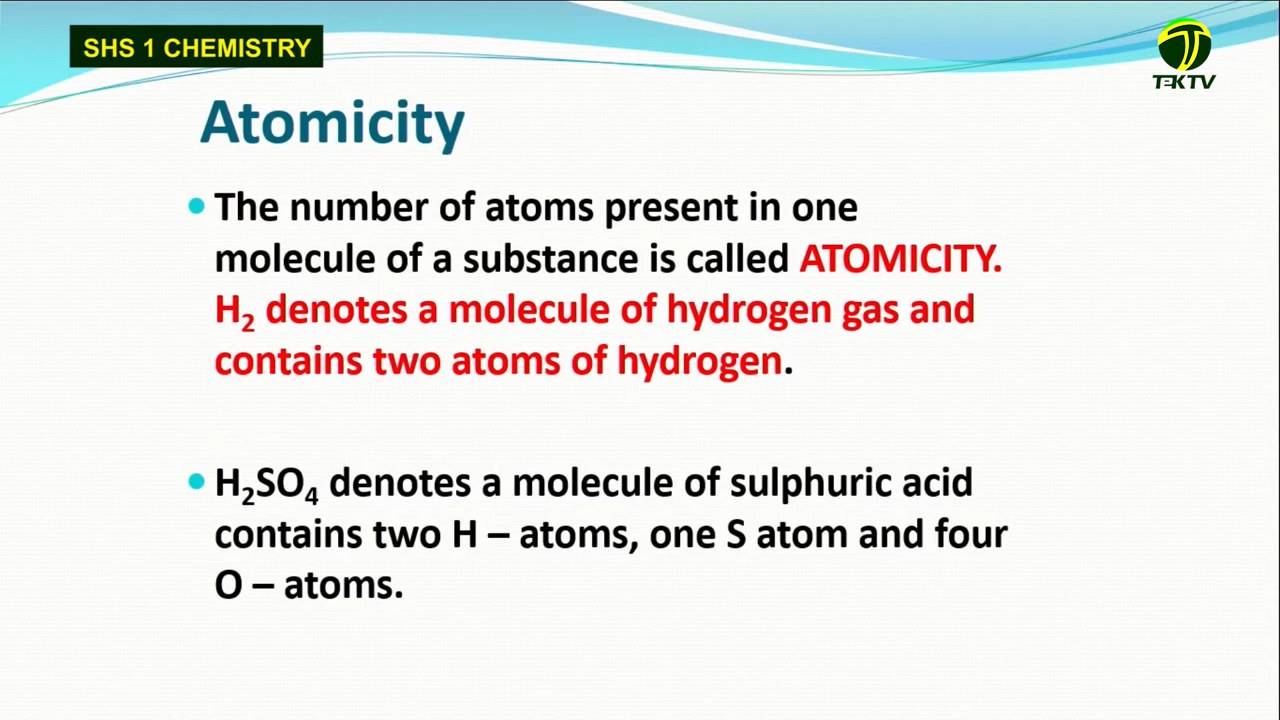 SHS 1 CHEMISTRY
TEKTV
Atomicity
• The number of atoms present in one
molecule of a substance is called ATOMICITY.
H₂ denotes a molecule of hydrogen gas and
contains two atoms of hydrogen.
• H₂SO₄ denotes a molecule of sulphuric acid
contains two H – atoms, one S atom and four
O – atoms.